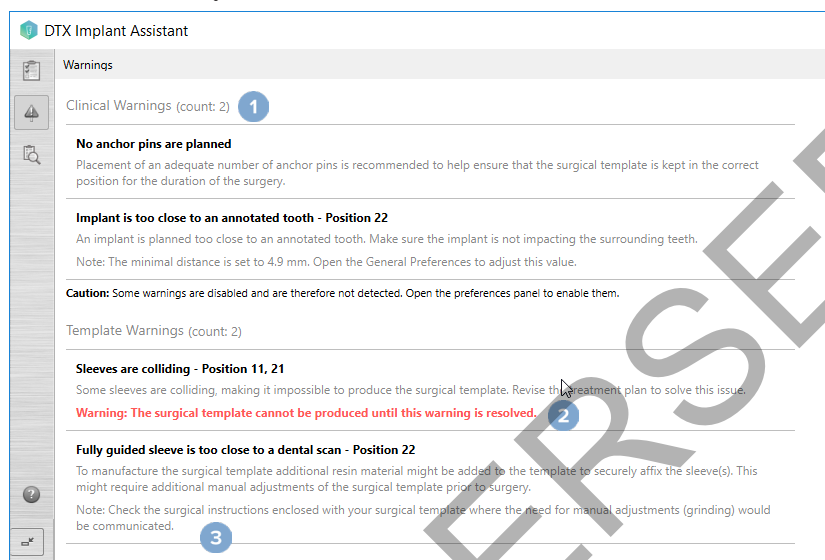 DTX Implant Assistant
Warnings
Clinical Warnings (count: 2) 1
No anchor pins are planned
Placement of an adequate number of anchor pins is recommended to help ensure that the surgical template is kept in the correct
position for the duration of the surgery.
Implant is too close to an annotated tooth - Position 22
An implant is planned too close to an annotated tooth. Make sure the implant is not impacting the surrounding teeth.
Note: The minimal distance is set to 4.9 mm. Open the General Preferences to adjust this value.
Caution: Some warnings are disabled and are therefore not detected. Open the preferences panel to enable them.
Template Warnings (count: 2)
Sleeves are colliding - Position 11, 21
Some sleeves are colliding, making it impossible to produce the surgical template. Revise the treatment plan to solve this issue.
Warning: The surgical template cannot be produced until this warning is resolved. 2
Fully guided sleeve is too close to a dental scan - Position 22
To manufacture the surgical template additional resin material might be added to the template to securely affix the sleeve(s). This
might require additional manual adjustments of the surgical template prior to surgery.
Note: Check the surgical instructions enclosed with your surgical template where the need for manual adjustments (grinding) would
be communicated.
3
?
ERSE